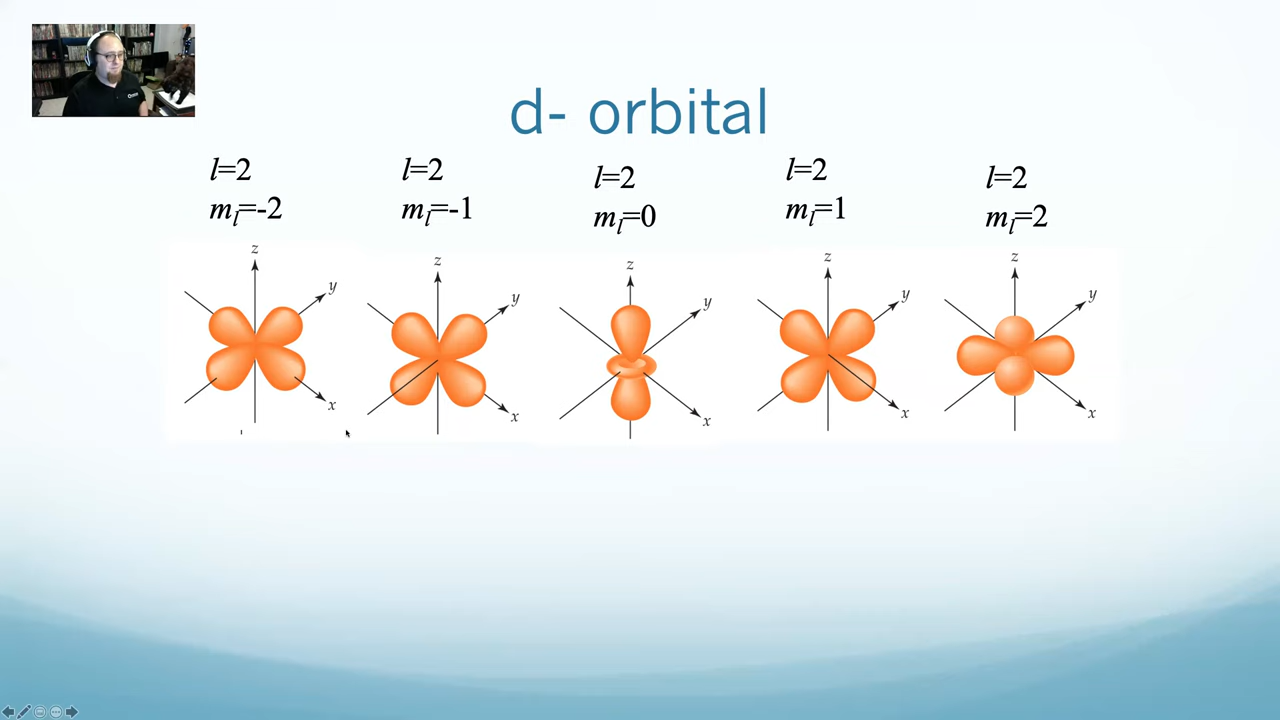 d- orbital
l=2
mₗ=-2
l=2
mₗ=-1
l=2
mₗ=0
l=2
mₗ=1
l=2
mₗ=2
z
y
x
z
y
x
z
y
x
z
y
x
z
y
x